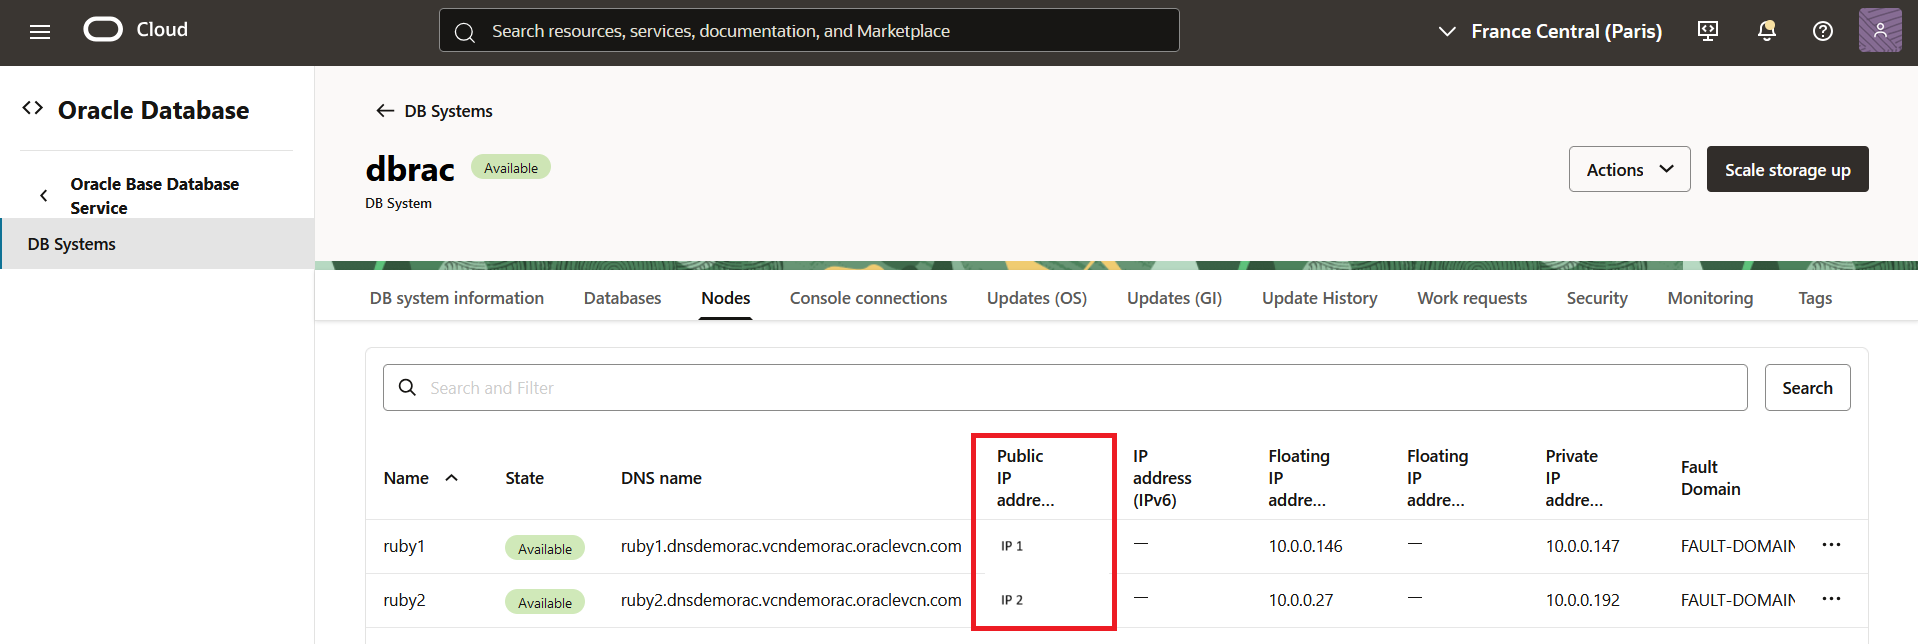 Cloud
Search resources, services, documentation, and Marketplace
France Central (Paris)
Oracle Database
Oracle Base Database
Service
DB Systems
DB Systems
dbrac Available
DB System
Actions
Scale storage up
DB system information Databases Nodes Console connections Updates (OS) Updates (GI) Update History Work requests Security Monitoring Tags
Search and Filter
Search
Name State DNS name
Public
IP
addre...
IP
address
(IPv6)
Floating
IP
addre...
Floating
IP
addre...
Private
IP
addre...
Fault
Domain
ruby1 Available ruby1.dnsdemorac.vcndemorac.oraclevcn.com IP 1 — 10.0.0.146 — 10.0.0.147 FAULT-DOMAIN
ruby2 Available ruby2.dnsdemorac.vcndemorac.oraclevcn.com IP 2 — 10.0.0.27 — 10.0.0.192 FAULT-DOMAIN